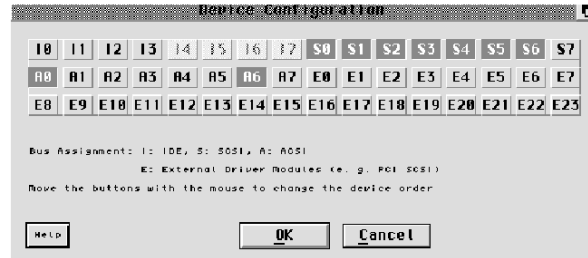 Device Configuration
I0 I1 I2 I3 I4 I5 I6 I7 S0 S1 S2 S3 S4 S5 S6 S7
A0 A1 A2 A3 A4 A5 A6 A7 E0 E1 E2 E3 E4 E5 E6 E7
E8 E9 E10 E11 E12 E13 E14 E15 E16 E17 E18 E19 E20 E21 E22 E23
Bus Assignment: I: IDE, S: SCSI, A: ACSI
E: External Driver Modules (e. g. PCI SCSI)
Move the buttons with the mouse to change the device order
Help OK Cancel